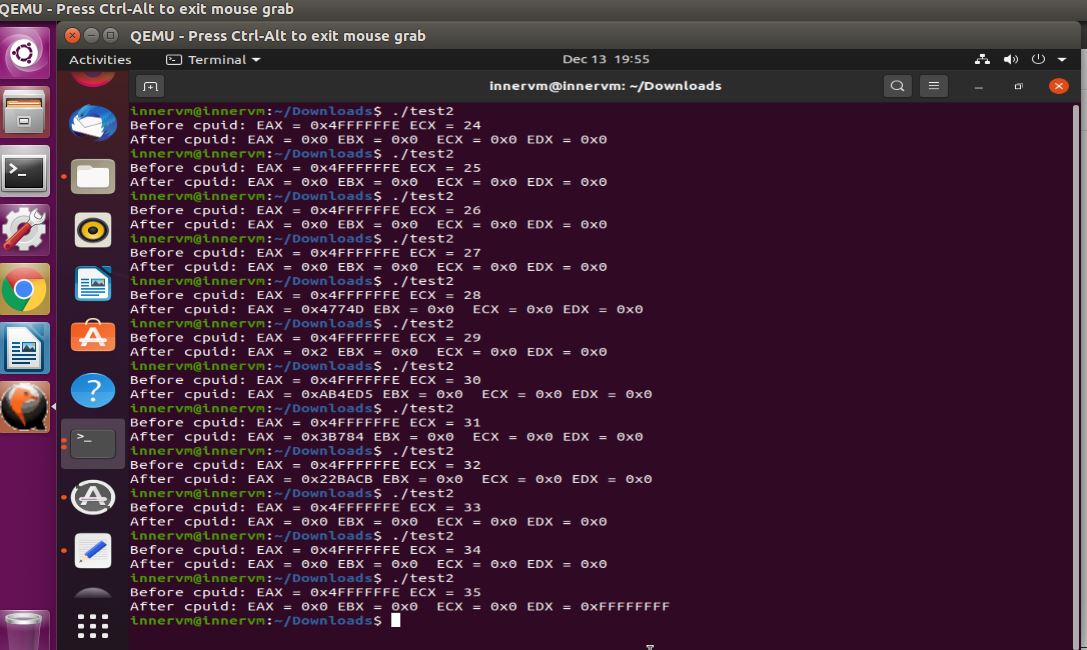 QEMU - Press Ctrl-Alt to exit mouse grab
QEMU - Press Ctrl-Alt to exit mouse grab
Activities Terminal Dec 13 19:55
innervm@innervm: ~/Downloads
innervm@innervm:~/Downloads$ ./test2
Before cpuid: EAX = 0x4FFFFFFE ECX = 24
After cpuid: EAX = 0x0 EBX = 0x0  ECX = 0x0 EDX = 0x0
innervm@innervm:~/Downloads$ ./test2
Before cpuid: EAX = 0x4FFFFFFE ECX = 25
After cpuid: EAX = 0x0 EBX = 0x0  ECX = 0x0 EDX = 0x0
innervm@innervm:~/Downloads$ ./test2
Before cpuid: EAX = 0x4FFFFFFE ECX = 26
After cpuid: EAX = 0x0 EBX = 0x0  ECX = 0x0 EDX = 0x0
innervm@innervm:~/Downloads$ ./test2
Before cpuid: EAX = 0x4FFFFFFE ECX = 27
After cpuid: EAX = 0x0 EBX = 0x0  ECX = 0x0 EDX = 0x0
innervm@innervm:~/Downloads$ ./test2
Before cpuid: EAX = 0x4FFFFFFE ECX = 28
After cpuid: EAX = 0x4774D EBX = 0x0  ECX = 0x0 EDX = 0x0
innervm@innervm:~/Downloads$ ./test2
Before cpuid: EAX = 0x4FFFFFFE ECX = 29
After cpuid: EAX = 0x2 EBX = 0x0  ECX = 0x0 EDX = 0x0
innervm@innervm:~/Downloads$ ./test2
Before cpuid: EAX = 0x4FFFFFFE ECX = 30
After cpuid: EAX = 0xAB4ED5 EBX = 0x0  ECX = 0x0 EDX = 0x0
innervm@innervm:~/Downloads$ ./test2
Before cpuid: EAX = 0x4FFFFFFE ECX = 31
After cpuid: EAX = 0x3B784 EBX = 0x0  ECX = 0x0 EDX = 0x0
innervm@innervm:~/Downloads$ ./test2
Before cpuid: EAX = 0x4FFFFFFE ECX = 32
After cpuid: EAX = 0x22BACB EBX = 0x0  ECX = 0x0 EDX = 0x0
innervm@innervm:~/Downloads$ ./test2
Before cpuid: EAX = 0x4FFFFFFE ECX = 33
After cpuid: EAX = 0x0 EBX = 0x0  ECX = 0x0 EDX = 0x0
innervm@innervm:~/Downloads$ ./test2
Before cpuid: EAX = 0x4FFFFFFE ECX = 34
After cpuid: EAX = 0x0 EBX = 0x0  ECX = 0x0 EDX = 0x0
innervm@innervm:~/Downloads$ ./test2
Before cpuid: EAX = 0x4FFFFFFE ECX = 35
After cpuid: EAX = 0x0 EBX = 0x0  ECX = 0x0 EDX = 0xFFFFFFFF
innervm@innervm:~/Downloads$